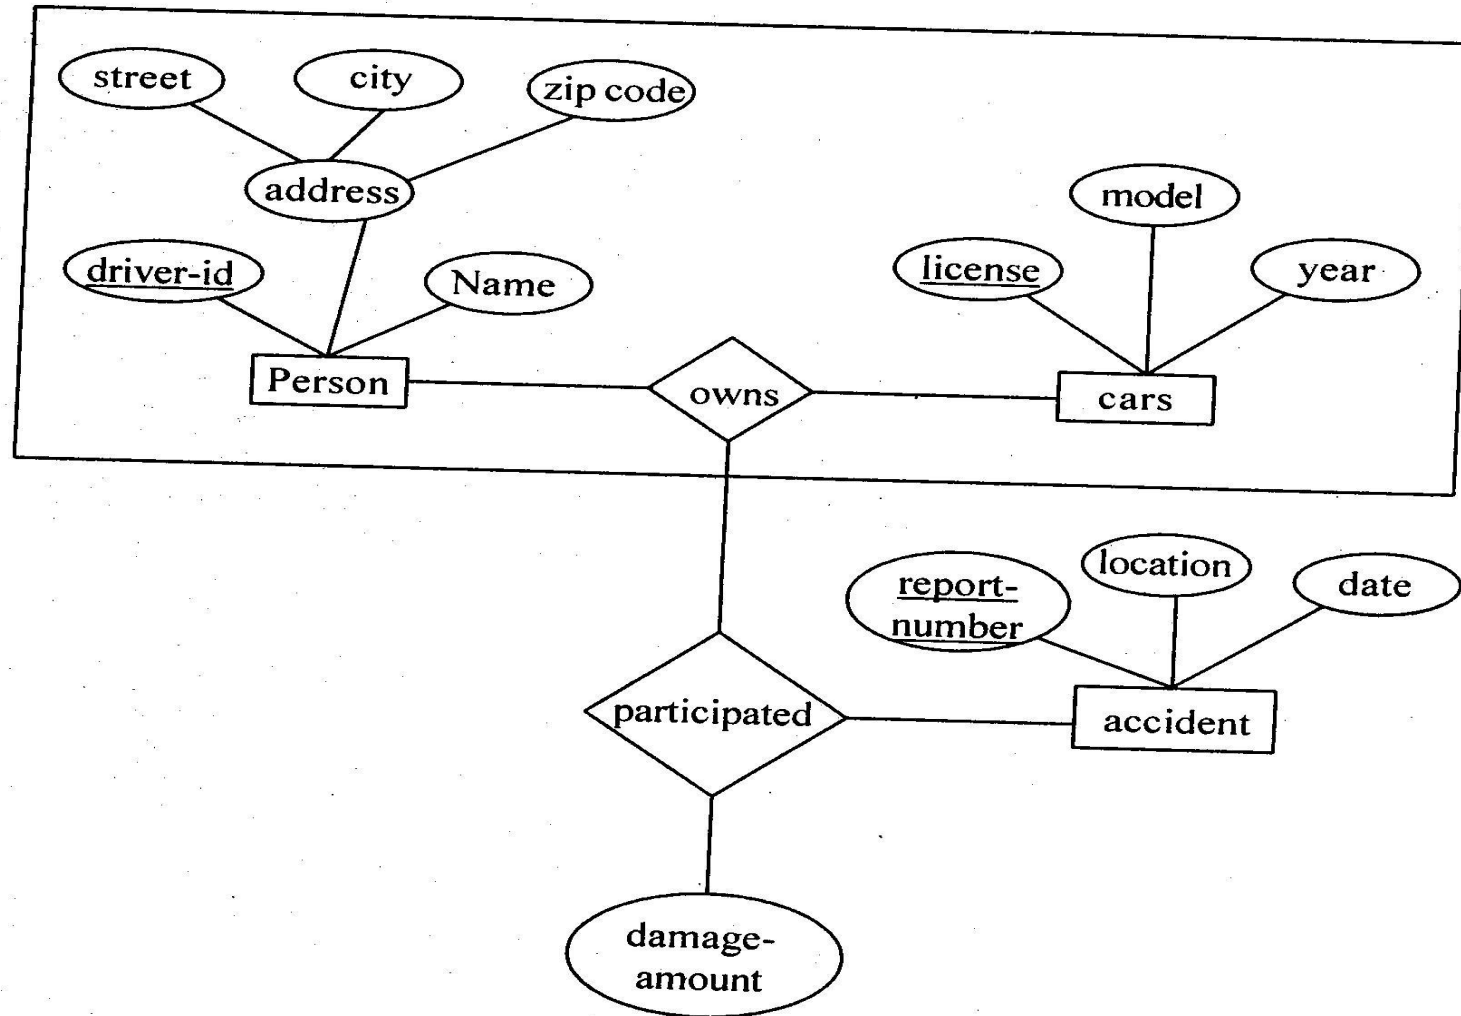 street
city
zip code
address
model
driver-id
Name
license
year
Person
owns
cars
report-
number
location
date
participated
accident
damage-
amount